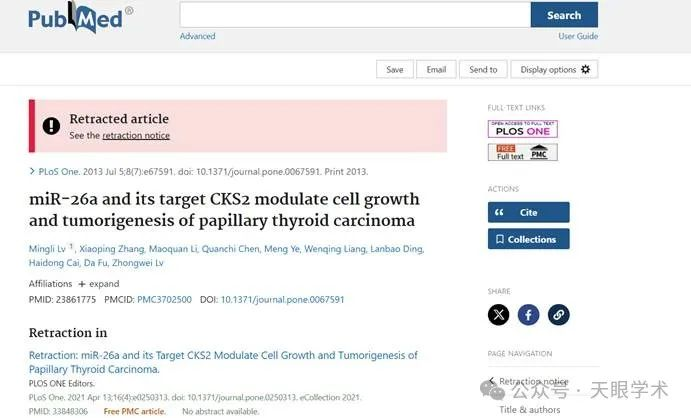 PubMed®
Search
Advanced
User Guide
Save
Email
Send to
Display options
Retracted article
See the retraction notice
FULL TEXT LINKS
OPEN ACCESS TO FULL TEXT
PLOS ONE
FREE
Full text
PMC
> PLoS One. 2013 Jul 5;8(7):e67591. doi: 10.1371/journal.pone.0067591. Print 2013.
miR-26a and its target CKS2 modulate cell growth
and tumorigenesis of papillary thyroid carcinoma
ACTIONS
Cite
Collections
Mingli Lv 1, Xiaoping Zhang, Maoquan Li, Quanchi Chen, Meng Ye, Wenqing Liang, Lanbao Ding,
Haidong Cai, Da Fu, Zhongwei Lv
Affiliations + expand
PMID: 23861775 PMCID: PMC3702500 DOI: 10.1371/journal.pone.0067591
SHARE
Retraction in
Retraction: miR-26a and its Target CKS2 Modulate Cell Growth and Tumorigenesis of
Papillary Thyroid Carcinoma.
PLOS ONE Editors.
PLoS One. 2021 Apr 13;16(4):e0250313. doi: 10.1371/journal.pone.0250313. eCollection 2021.
PMID: 33848306 Free PMC article. No abstract available.
PAGE NAVIGATION
Retraction notice
Title & authors
公众号 · 天眼学术